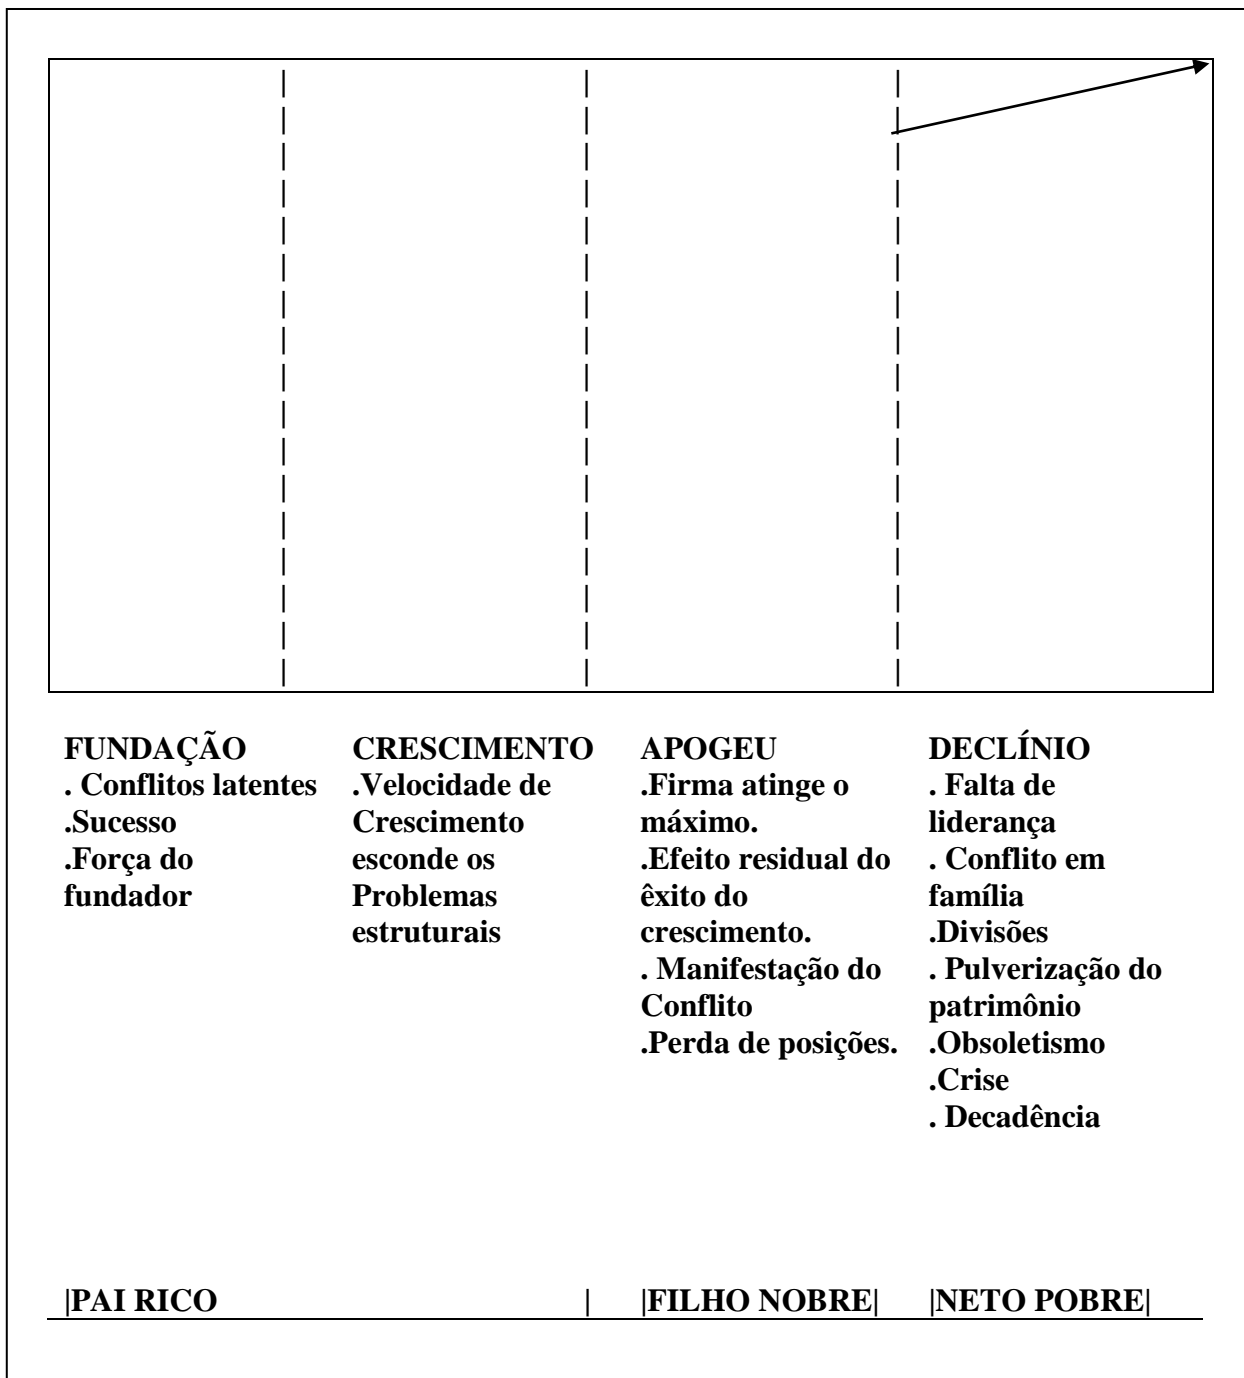 FUNDAÇÃO
. Conflitos latentes
.Sucesso
.Força do
fundador
CRESCIMENTO
.Velocidade de
Crescimento
esconde os
Problemas
estruturais
APOGEU
.Firma atinge o
máximo.
.Efeito residual do
êxito do
crescimento.
. Manifestação do
Conflito
.Perda de posições.
DECLÍNIO
. Falta de
liderança
. Conflito em
família
.Divisões
. Pulverização do
patrimônio
.Obsoletismo
.Crise
. Decadência
|PAI RICO | |FILHO NOBRE| |NETO POBRE|